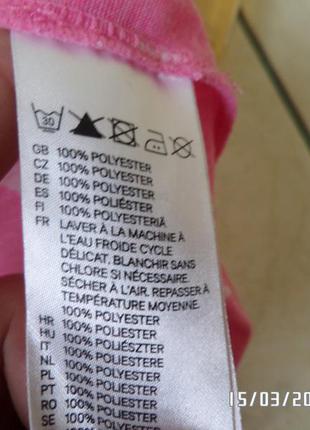 30
GB 100% POLYESTER
CZ 100% POLYESTER
DE 100% POLYESTER
ES 100% POLIÉSTER
FI 100% POLYESTERIÄ
FR LAVER À LA MACHINE À
L'EAU FROIDE CYCLE
DÉLICAT, BLANCHIR SANS
CHLORE SI NÉCESSAIRE.
SÉCHER À L'AIR. REPASSER À
TEMPÉRATURE MOYENNE.
100% POLYESTER
HR 100% POLIESTER
HU 100% POLIÉSZTER
IT 100% POLIESTERE
NL 100% POLYESTER
PL 100% POLIESTER
PT 100% POLIÉSTER
RO 100% POLIESTER
SE 100% POLYESTER
15/03/20